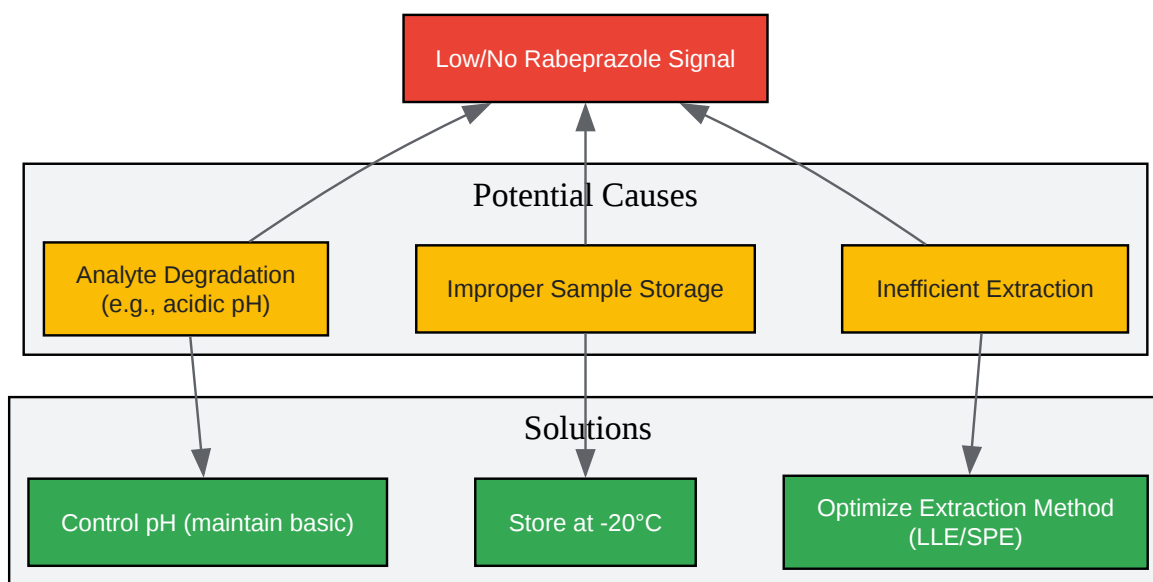 Low/No Rabeprazole Signal
Potential Causes
Analyte Degradation
(e.g., acidic pH)
Improper Sample Storage
Inefficient Extraction
Solutions
Control pH (maintain basic)
Store at -20°C
Optimize Extraction Method
(LLE/SPE)